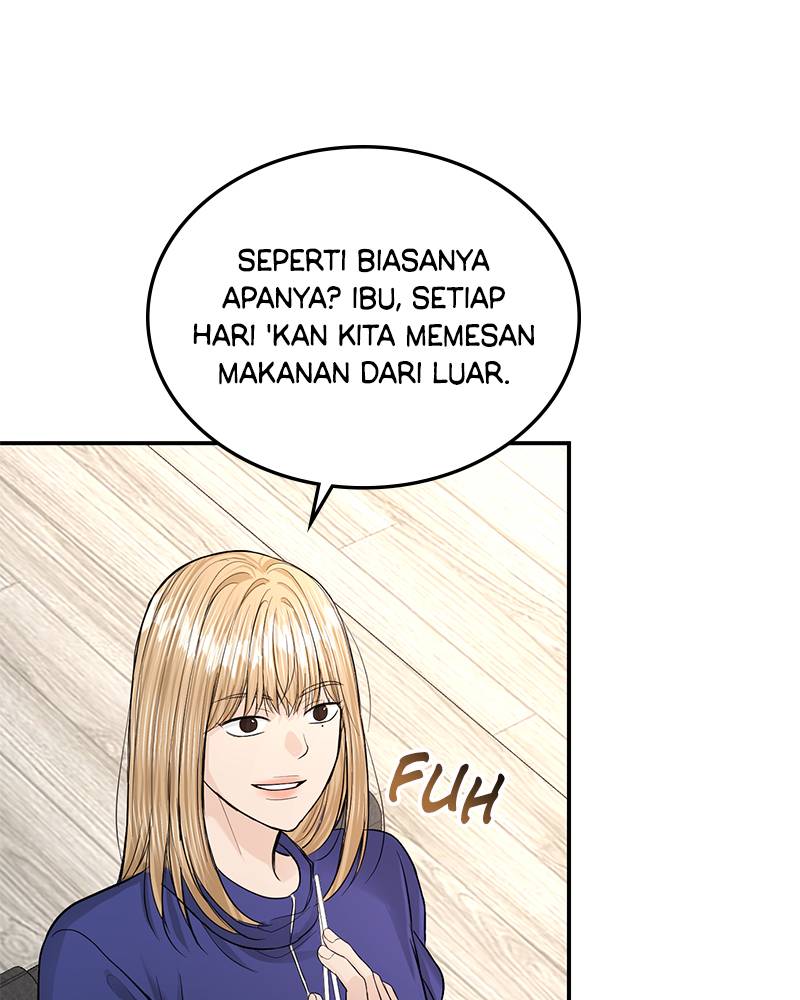 SEPERTI BIASANYA
APANYA? IBU, SETIAP
HARI 'KAN KITA MEMESAN
MAKANAN DARI LUAR.
FUH